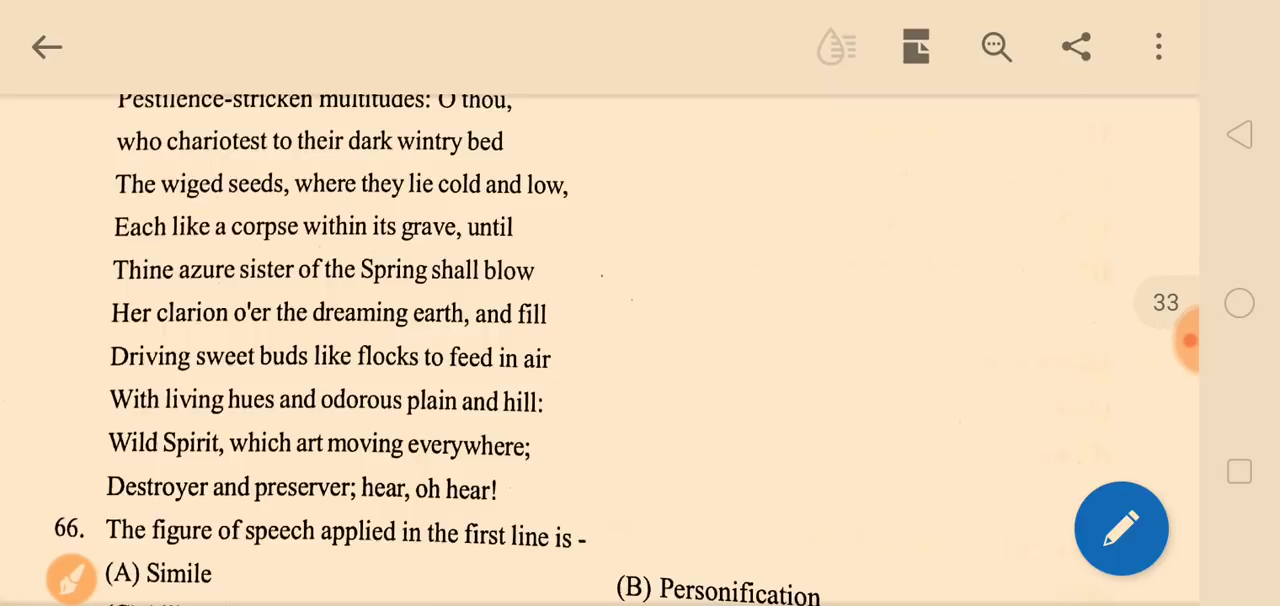 Pestilence-stricken multitudes: O thou,
who chariotest to their dark wintry bed
The wiged seeds, where they lie cold and low,
Each like a corpse within its grave, until
Thine azure sister of the Spring shall blow
Her clarion o'er the dreaming earth, and fill
Driving sweet buds like flocks to feed in air
With living hues and odorous plain and hill:
Wild Spirit, which art moving everywhere;
Destroyer and preserver; hear, oh hear!
66. The figure of speech applied in the first line is -
(A) Simile
(B) Personification
33